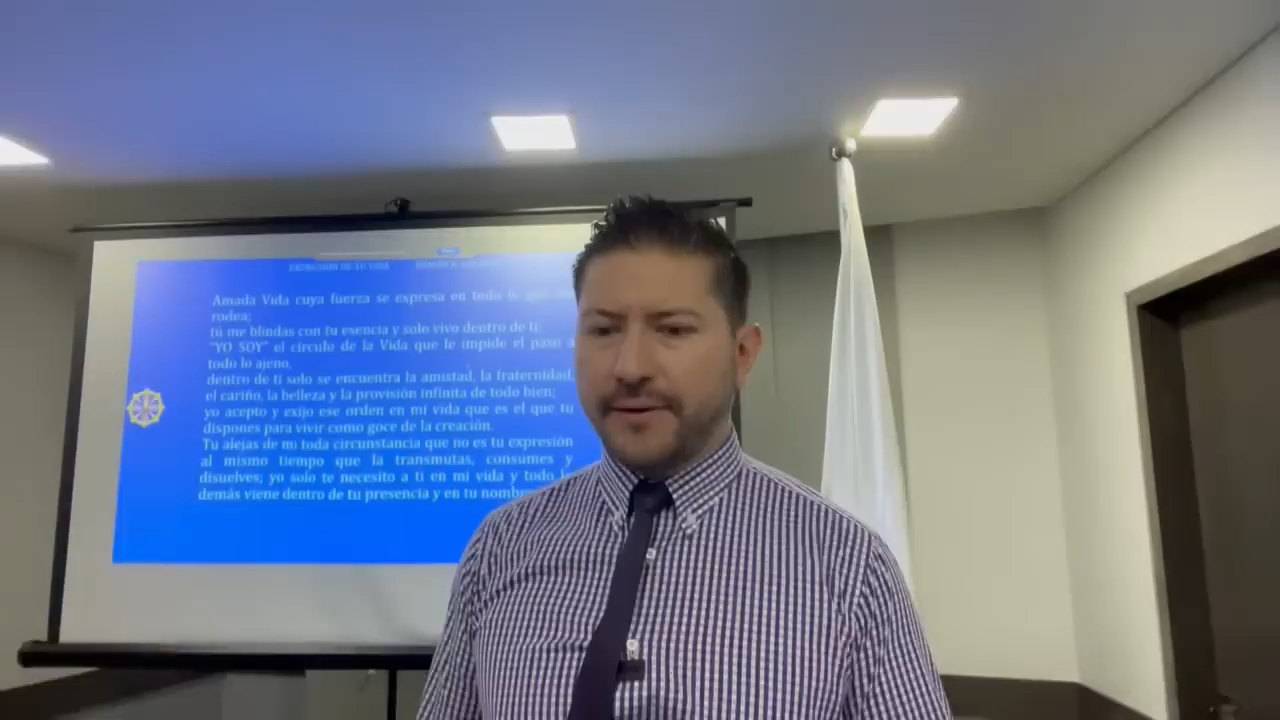 Amada Vida cuya fuerza se expresa en todo lo que
rodea;
tú me blindas con tu esencia y solo vivo dentro de ti;
"YO SOY" el círculo de la Vida que le impide el paso a
todo lo ajeno,
dentro de ti solo se encuentra la amistad, la fraternidad,
el cariño, la belleza y la provisión infinita de todo bien;
yo acepto y exijo ese orden en mi vida que es el que tu
dispones para vivir como goce de la creación.
Tu alejas de mi toda circunstancia que no es tu expresión
al mismo tiempo que la transmutas, consumes y
disuelves; yo solo te necesito a ti en mi vida y todo
demás viene dentro de tu presencia y en tu